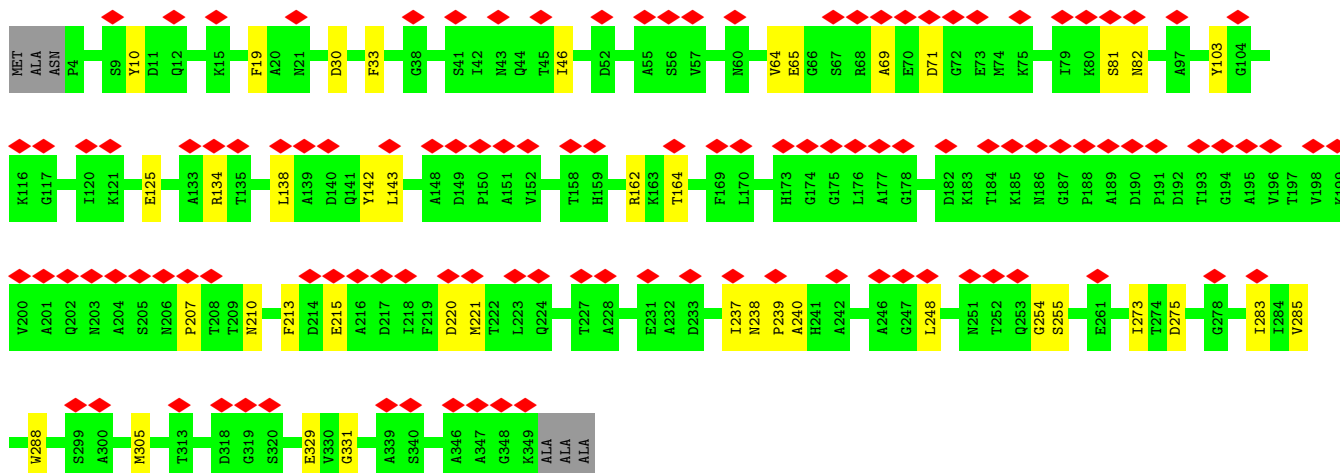 MET ALA ASN P4 S9 Y10 D11 Q12 K15 F19 A20 N21 D30 F33 G38 S41 I42 N43 Q44 T45 I46 D52 A55 S56 V57 N60 V64 E65 G66 S67 R68 A69 E70 D71 G72 E73 M74 K75 I79 K80 S81 N82 A97 Y103 G104
K116 G117 I120 K121 E125 A133 R134 T135 L138 A139 D140 Q141 Y142 L143 A148 D149 P150 A151 V152 T158 H159 R162 K163 T164 F169 L170 H173 G174 G175 L176 A177 G178 D182 K183 T184 K185 N186 G187 P188 A189 D190 P191 D192 T193 G194 A195 V196 T197 V198 K199
V200 A201 Q202 N203 A204 S205 N206 P207 T208 T209 N210 F213 D214 E215 A216 D217 I218 F219 D220 M221 T222 L223 Q224 T227 A228 E231 A232 D233 I237 N238 P239 A240 H241 A242 A246 G247 L248 N251 T252 Q253 G254 S255 E261 I273 T274 D275 G278 I283 I284 V285
W288 S299 A300 M305 T313 D318 G319 S320 E329 V330 G331 A339 S340 A346 A347 G348 K349 ALA ALA ALA